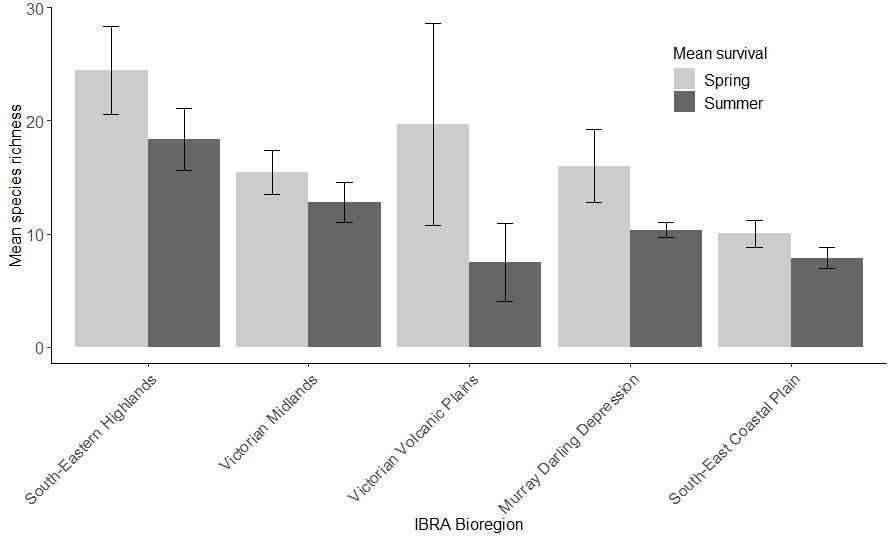 30
20
10
0
Mean species richness
Mean survival
Spring
Summer
South-Eastern Highlands
Victorian Midlands
Victorian Volcanic Plains
Murray Darling Depression
South-East Coastal Plain
IBRA Bioregion